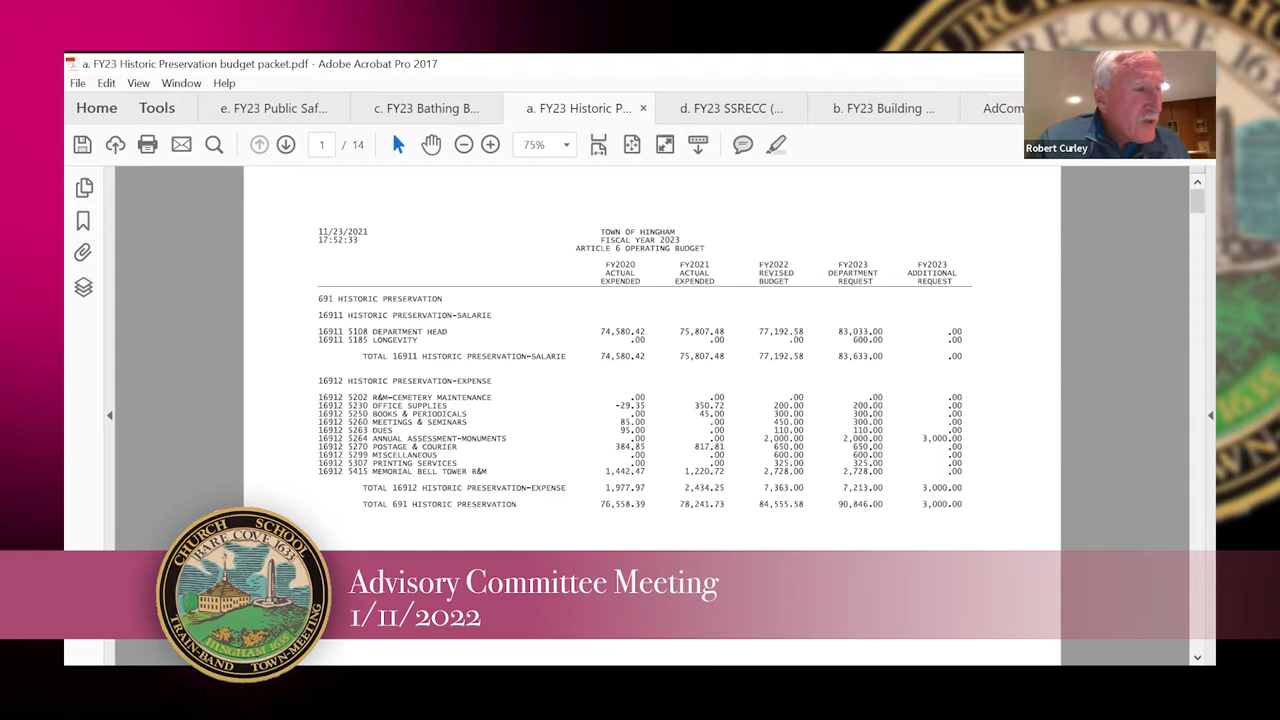 a. FY23 Historic Preservation budget packet.pdf - Adobe Acrobat Pro 2017
File Edit View Window Help
Home Tools e. FY23 Public Saf... c. FY23 Bathing B... a. FY23 Historic P... × d. FY23 SSRECC (... b. FY23 Building ... AdCom
1 / 14 75%
Robert Curley
11/23/2021 TOWN OF HINGHAM
17:52:33 FISCAL YEAR 2023
ARTICLE 6 OPERATING BUDGET
FY2020 FY2021 FY2022 FY2023 FY2023
ACTUAL ACTUAL REVISED DEPARTMENT ADDITIONAL
EXPENDED EXPENDED BUDGET REQUEST REQUEST
691 HISTORIC PRESERVATION
16911 HISTORIC PRESERVATION-SALARIE
16911 5108 DEPARTMENT HEAD 74,580.42 75,807.48 77,192.58 83,033.00 .00
16911 5185 LONGEVITY .00 .00 .00 600.00 .00
TOTAL 16911 HISTORIC PRESERVATION-SALARIE 74,580.42 75,807.48 77,192.58 83,633.00 .00
16912 HISTORIC PRESERVATION-EXPENSE
16912 5202 R&M-CEMETERY MAINTENANCE .00 .00 .00 .00 .00
16912 5230 OFFICE SUPPLIES -29.35 350.72 200.00 200.00 .00
16912 5250 BOOKS & PERIODICALS .00 45.00 300.00 300.00 .00
16912 5260 MEETINGS & SEMINARS 85.00 .00 450.00 300.00 .00
16912 5263 DUES 95.00 .00 110.00 110.00 .00
16912 5264 ANNUAL ASSESSMENT-MONUMENTS .00 .00 2,000.00 2,000.00 3,000.00
16912 5270 POSTAGE & COURIER 384.85 817.81 650.00 650.00 .00
16912 5299 MISCELLANEOUS .00 .00 600.00 600.00 .00
16912 5307 PRINTING SERVICES .00 .00 325.00 325.00 .00
16912 5415 MEMORIAL BELL TOWER R&M 1,442.47 1,220.72 2,728.00 2,728.00 .00
TOTAL 16912 HISTORIC PRESERVATION-EXPENSE 1,977.97 2,434.25 7,363.00 7,213.00 3,000.00
TOTAL 691 HISTORIC PRESERVATION 76,558.39 78,241.73 84,555.58 90,846.00 3,000.00
CHURCH SCHOOL
BARE COVE 1633
HINGHAM 1635
TRAIN-BAND TOWN-MEETING
Advisory Committee Meeting
1/11/2022